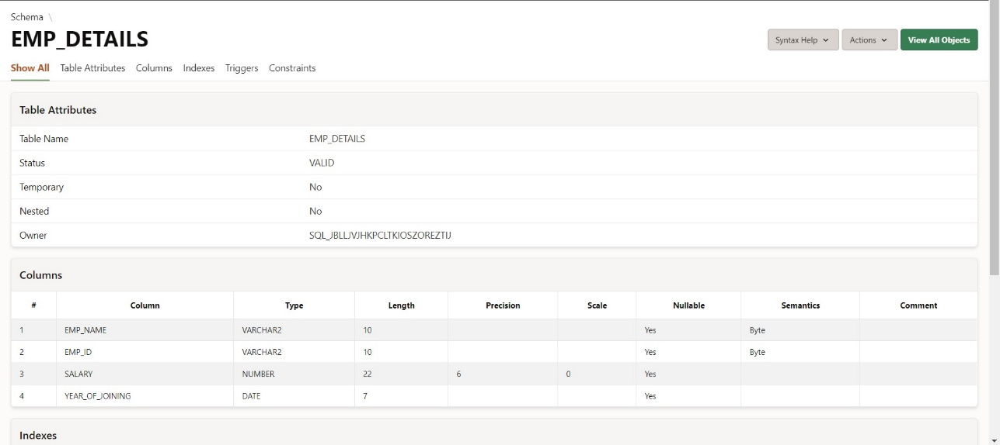 Schema \
EMP_DETAILS
Syntax Help Actions View All Objects
Show All Table Attributes Columns Indexes Triggers Constraints
Table Attributes
Table Name EMP_DETAILS
Status VALID
Temporary No
Nested No
Owner SQL_JBLLJVJHKPCLTKIOSZOREZTIJ
Columns
# Column Type Length Precision Scale Nullable Semantics Comment
1 EMP_NAME VARCHAR2 10 Yes Byte
2 EMP_ID VARCHAR2 10 Yes Byte
3 SALARY NUMBER 22 6 0 Yes
4 YEAR_OF_JOINING DATE 7 Yes
Indexes